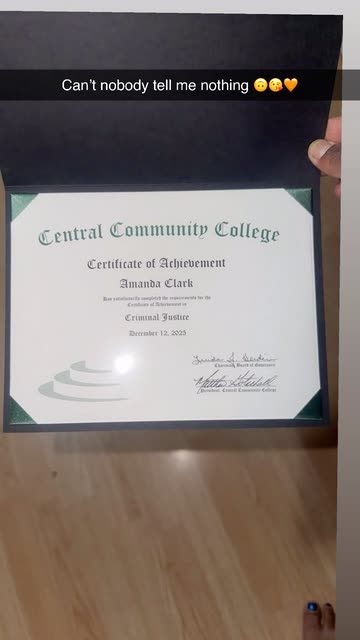 Can't nobody tell me nothing 🙃😘🧡
Central Community College
Certificate of Achievement
Amanda Clark
Has satisfactorily completed the requirements for the
Certificate of Achievement in
Criminal Justice
December 12, 2025
Chairman, Board of Governors
President, Central Community College